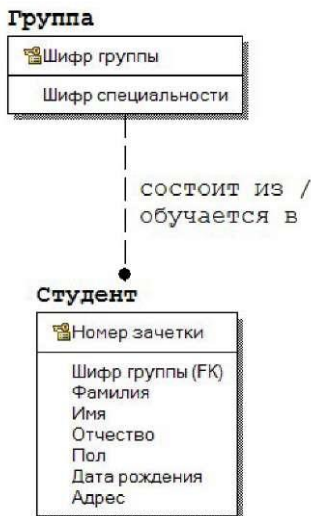 Группа
Шифр группы
Шифр специальности
состоит из /
обучается в
Студент
Номер зачетки
Шифр группы (FK)
Фамилия
Имя
Отчество
Пол
Дата рождения
Адрес